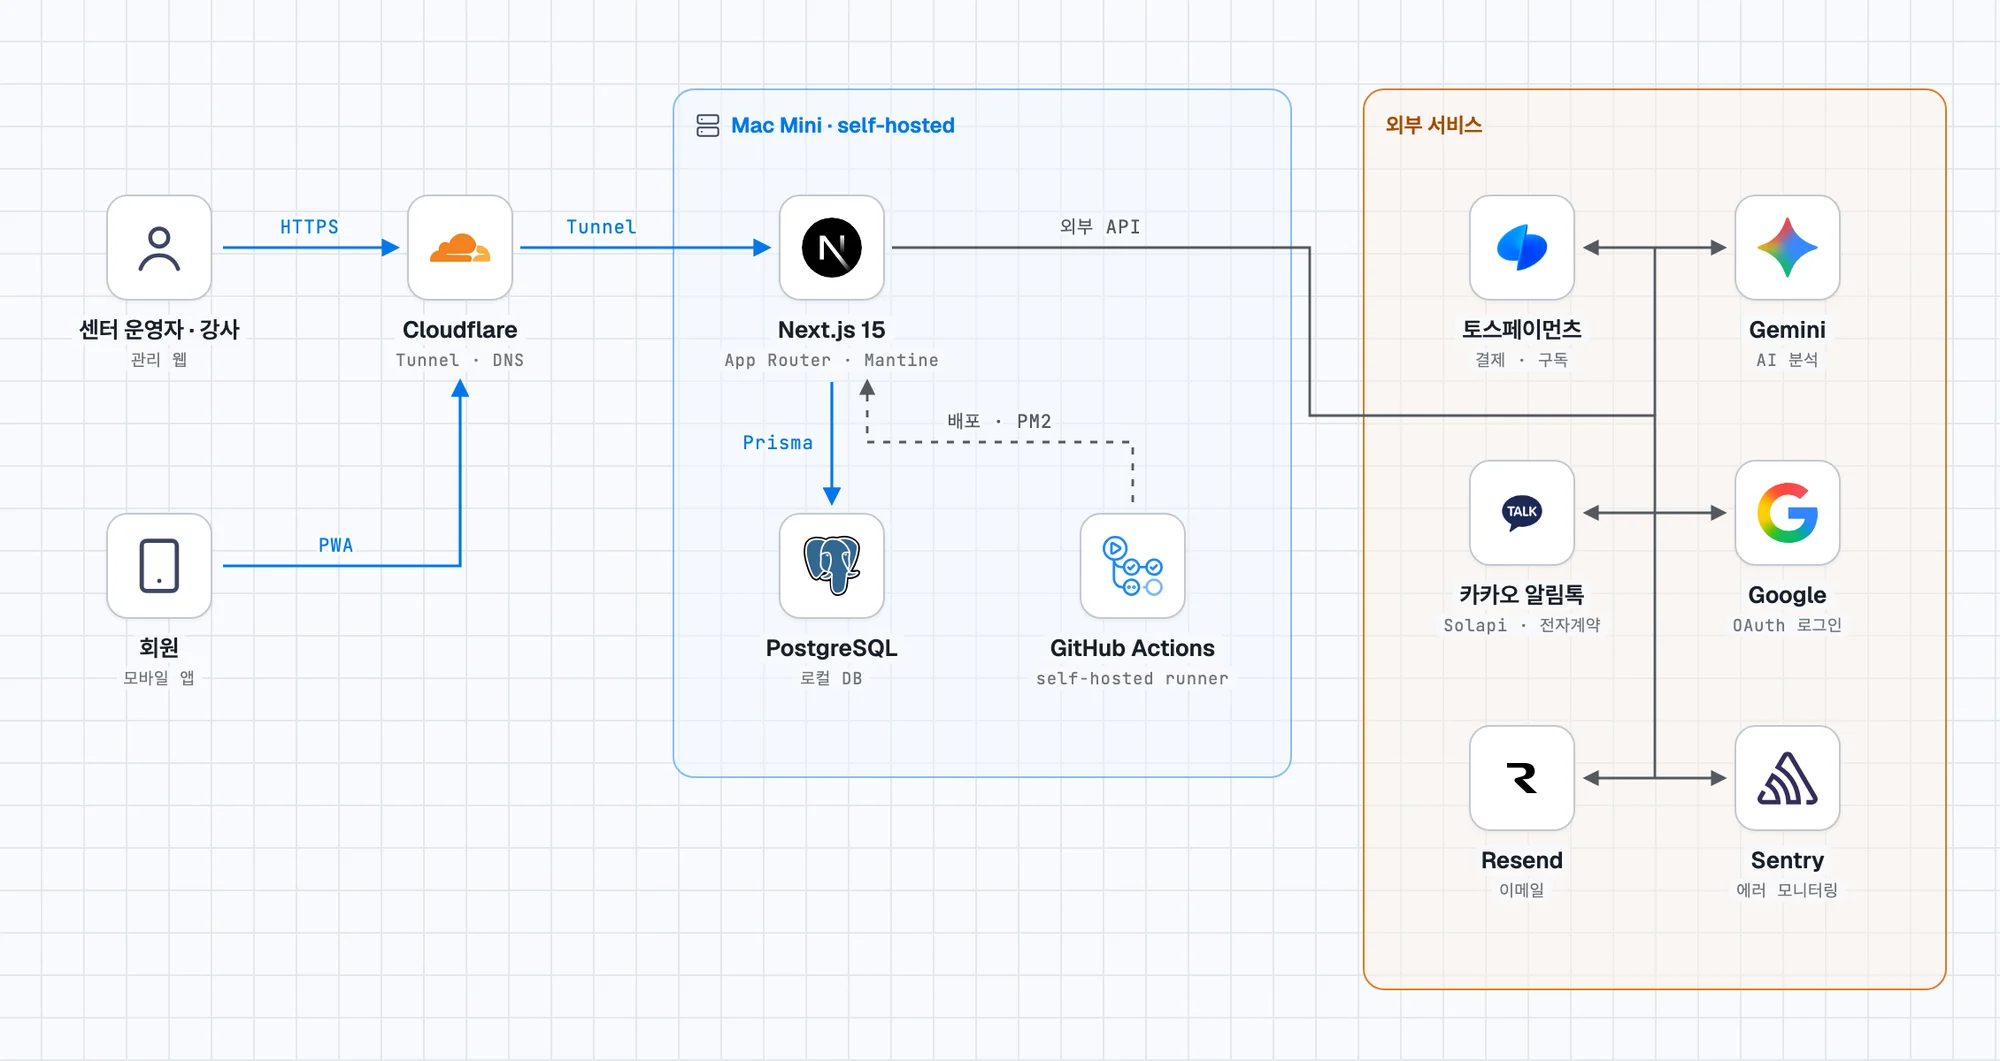 Mac Mini · self-hosted
외부 서비스
HTTPS
Tunnel
외부 API
센터 운영자 · 강사
관리 웹
Cloudflare
Tunnel · DNS
Next.js 15
App Router · Mantine
토스페이먼츠
결제 · 구독
Gemini
AI 분석
배포 · PM2
Prisma
TALK
PWA
카카오 알림톡
Solapi · 전자계약
Google
OAuth 로그인
회원
모바일 앱
PostgreSQL
로컬 DB
GitHub Actions
self-hosted runner
Resend
이메일
Sentry
에러 모니터링